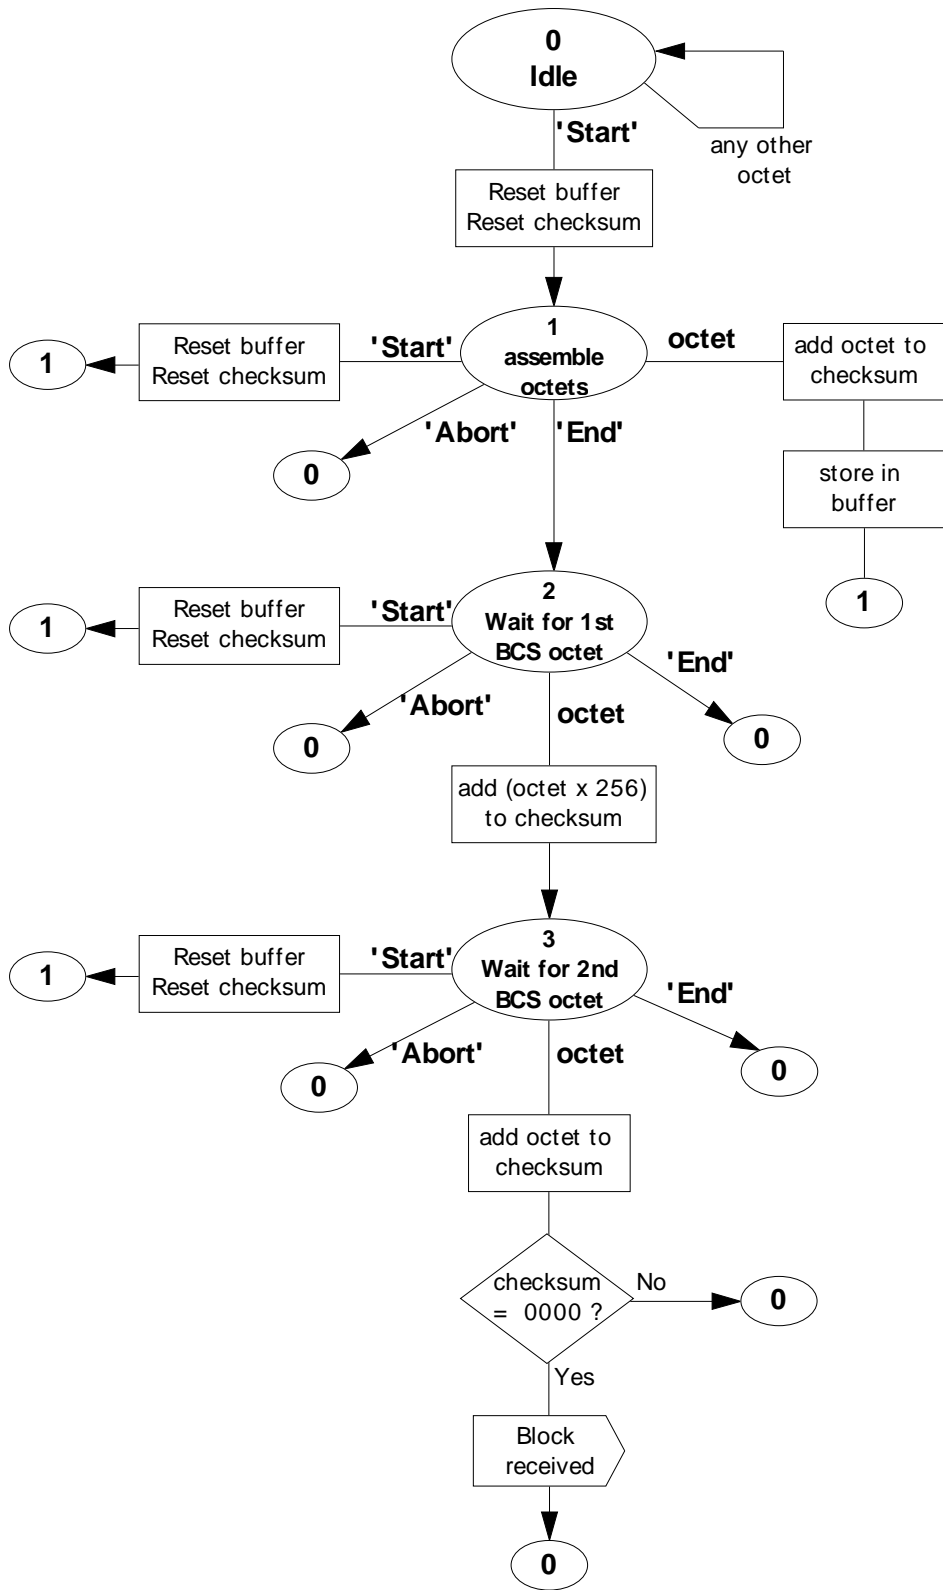 0
Idle
'Start'
any other
octet
Reset buffer
Reset checksum
1
Reset buffer
Reset checksum
'Start'
1
assemble
octets
octet
add octet to
checksum
'Abort'
'End'
0
store in
buffer
1
1
Reset buffer
Reset checksum
'Start'
2
Wait for 1st
BCS octet
'End'
'Abort'
octet
0
0
add (octet x 256)
to checksum
1
Reset buffer
Reset checksum
'Start'
3
Wait for 2nd
BCS octet
'End'
'Abort'
octet
0
0
add octet to
checksum
checksum
= 0000 ?
No
0
Yes
Block
received
0